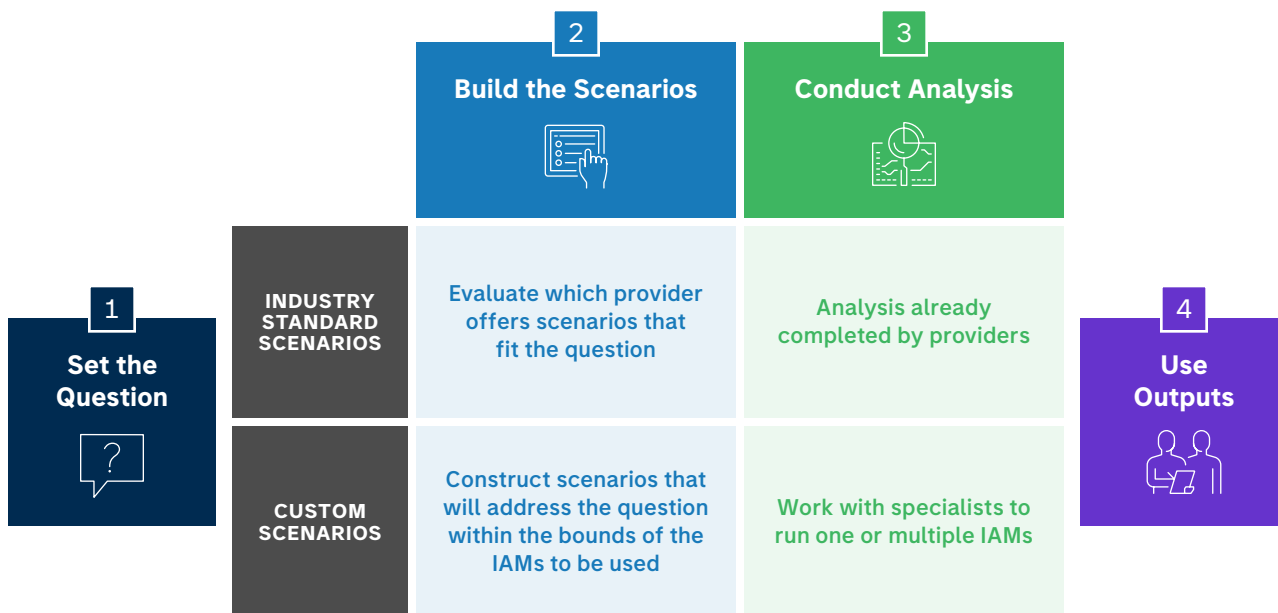 1
Set the
Question
?
2
Build the Scenarios
3
Conduct Analysis
INDUSTRY
STANDARD
SCENARIOS
Evaluate which provider
offers scenarios that
fit the question
Analysis already
completed by providers
CUSTOM
SCENARIOS
Construct scenarios that
will address the question
within the bounds of the
IAMs to be used
Work with specialists to
run one or multiple IAMs
4
Use
Outputs